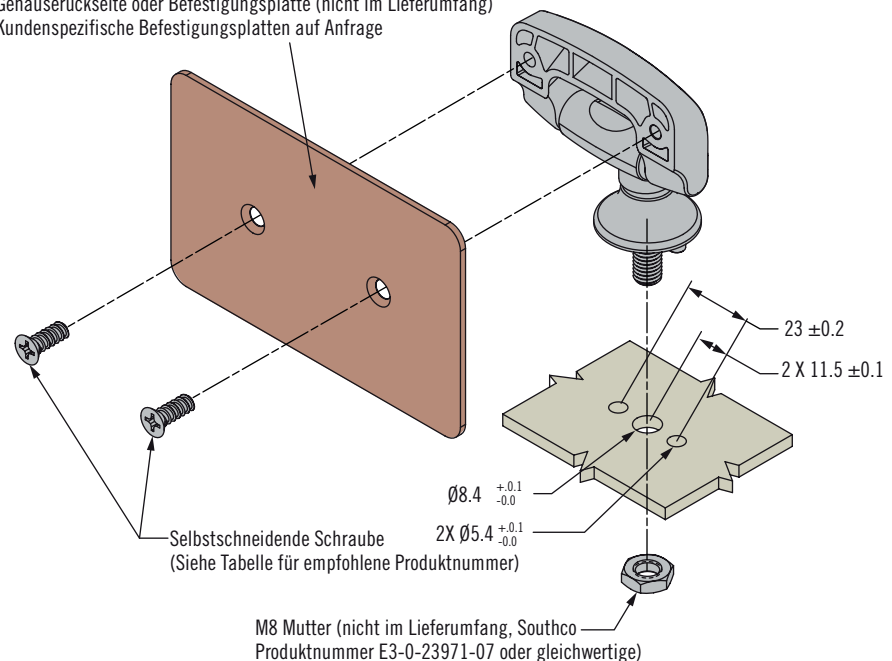 Gehäuserückseite oder Befestigungsplatte (nicht im Lieferumfang)
Kundenspezifische Befestigungsplatten auf Anfrage
23 ±0.2
2 X 11.5 ±0.1
Ø8.4 +.0.1 -0.0
2X Ø5.4 +.0.1 -0.0
Selbstschneidende Schraube
(Siehe Tabelle für empfohlene Produktnummer)
M8 Mutter (nicht im Lieferumfang, Southco
Produktnummer E3-0-23971-07 oder gleichwertige)